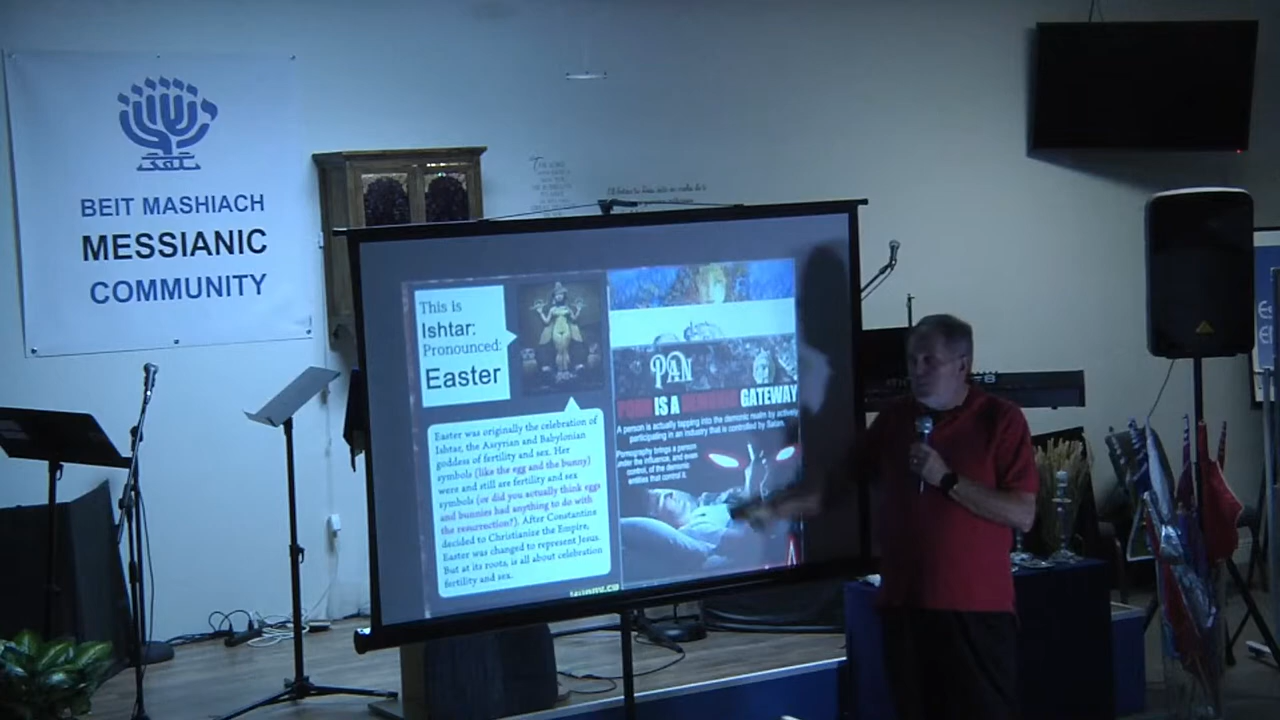 BEIT MASHIACH
MESSIANIC
COMMUNITY
This is
Ishtar:
Pronounced:
Easter
Easter was originally the celebration of
Ishtar, the Assyrian and Babylonian
goddess of fertility and sex. Her
symbols (like the egg and the bunny)
were and still are fertility and sex
symbols (or did you actually think eggs
and bunnies had anything to do with
the resurrection?). After Constantine
decided to Christianize the Empire,
Easter was changed to represent Jesus.
But at its roots, is all about celebration
fertility and sex.
PAN
IS A GATEWAY
A person is actually tapping into the demonic realm by actively
participating in an industry that is controlled by Satan.
Pornography brings a person
under the influence, and even
control, of the demonic
entities that control it.